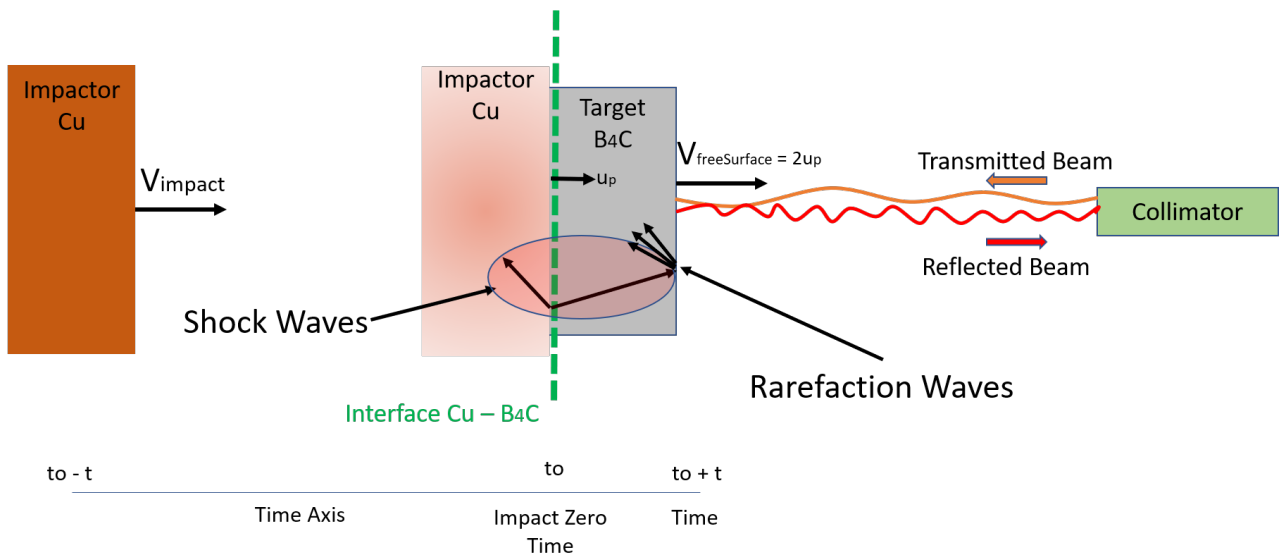 Impactor
Cu
Vimpact
Impactor
Cu
Target
B4C
up
VfreeSurface = 2up
Transmitted Beam
Reflected Beam
Collimator
Shock Waves
Rarefaction Waves
Interface Cu – B4C
to - t
to
to + t
Time Axis
Impact Zero
Time
Time